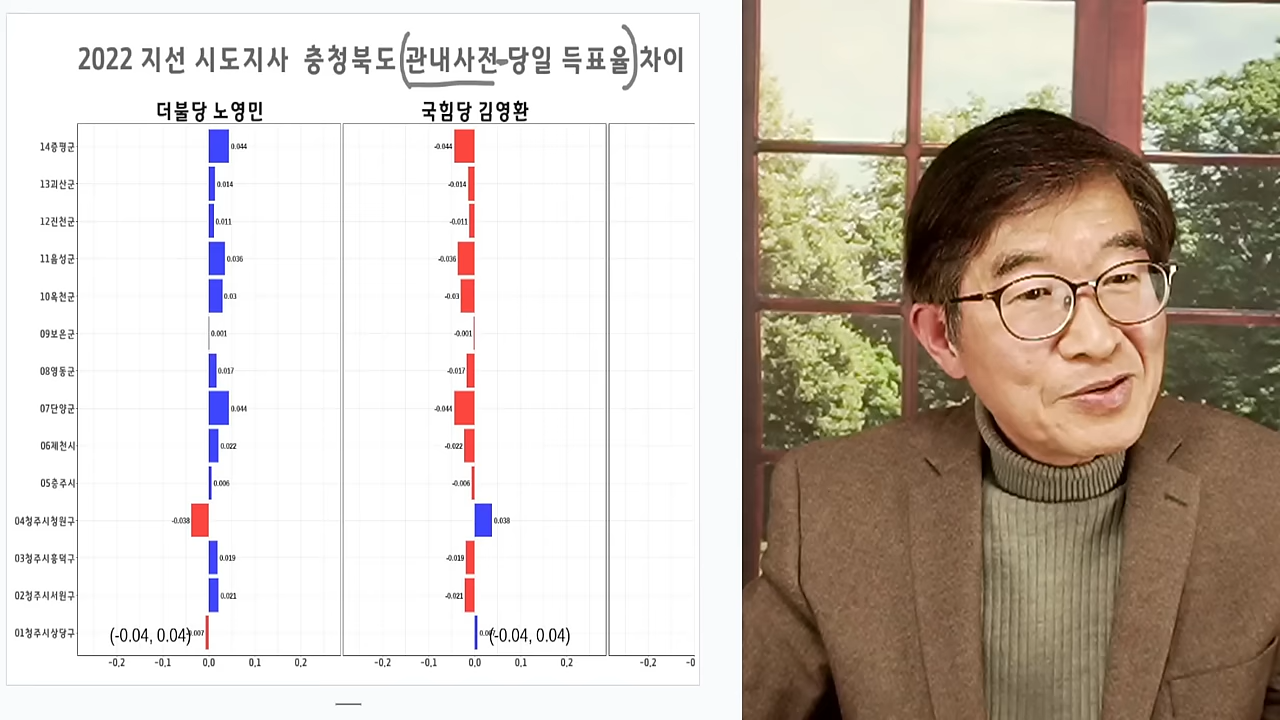 2022 지선 시도지사 충청북도(관내사전-당일 득표율)차이
더불당 노영민 국힘당 김영환
14증평군 0.044 -0.044
13괴산군 0.014 -0.014
12진천군 0.011 -0.011
11음성군 0.036 -0.036
10옥천군 0.03 -0.03
09보은군 0.001 -0.001
08영동군 0.017 -0.017
07단양군 0.044 -0.044
06제천시 0.022 -0.022
05충주시 0.006 -0.006
04청주시청원구 -0.038 0.038
03청주시흥덕구 0.019 -0.019
02청주시서원구 0.021 -0.021
01청주시상당구 (-0.04, 0.04) (-0.04, 0.04)
-0.2 -0.1 0.0 0.1 0.2 -0.2 -0.1 0.0 0.1 0.2 -0.2